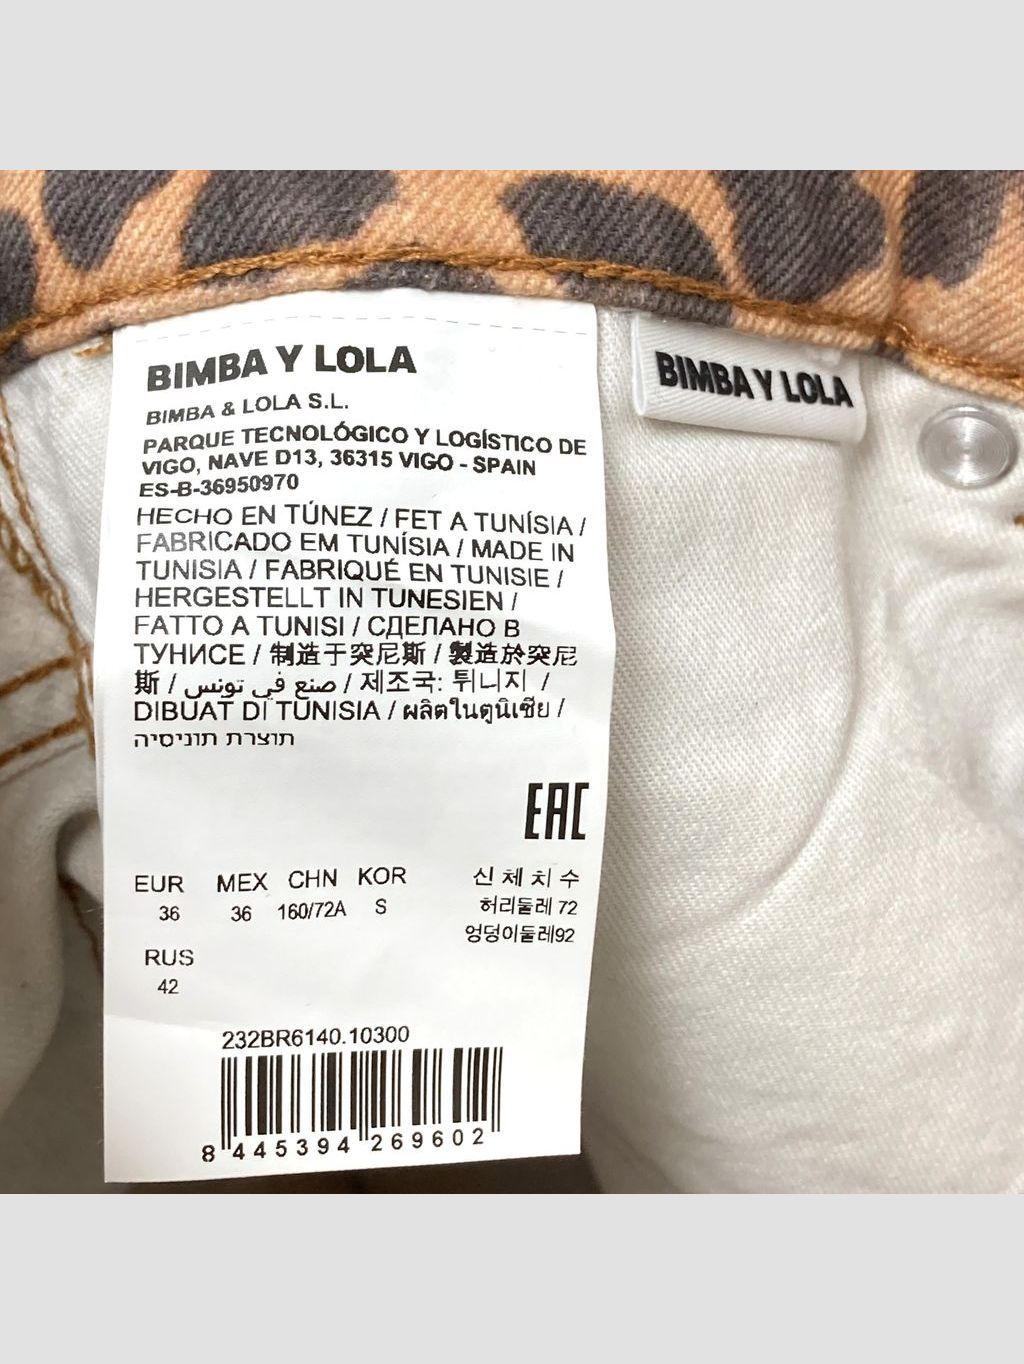 BIMBA Y LOLA
BIMBA & LOLA S.L.
PARQUE TECNOLÓGICO Y LOGÍSTICO DE
VIGO, NAVE D13, 36315 VIGO - SPAIN
ES-B-36950970
HECHO EN TÚNEZ / FET A TUNÍSIA /
FABRICADO EM TUNÍSIA / MADE IN
TUNISIA / FABRIQUÉ EN TUNISIE /
HERGESTELLT IN TUNESIEN /
FATTO A TUNISI / СДЕЛАНО В
ТУНИСЕ / 制造于突尼斯 / 製造於突尼
斯 / صنع في تونس / 제조국: 튀니지 /
DIBUAT DI TUNISIA / ผลิตในตูนิเซีย /
תוצרת תוניסיה
EAC
EUR MEX CHN KOR
36 36 160/72A S
RUS
42
신체치수
허리둘레 72
엉덩이둘레92
232BR6140.10300
8 445394 269602
BIMBA Y LOLA